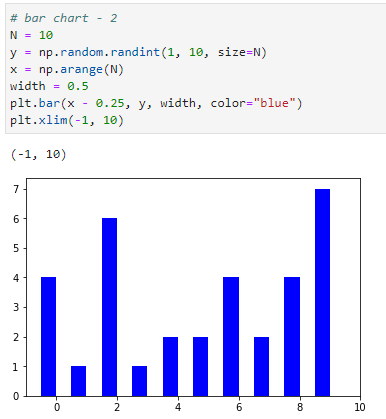 # bar chart - 2
N = 10
y = np.random.randint(1, 10, size=N)
x = np.arange(N)
width = 0.5
plt.bar(x - 0.25, y, width, color="blue")
plt.xlim(-1, 10)
(-1, 10)
7
6
5
4
3
2
1
0
0 2 4 6 8 10